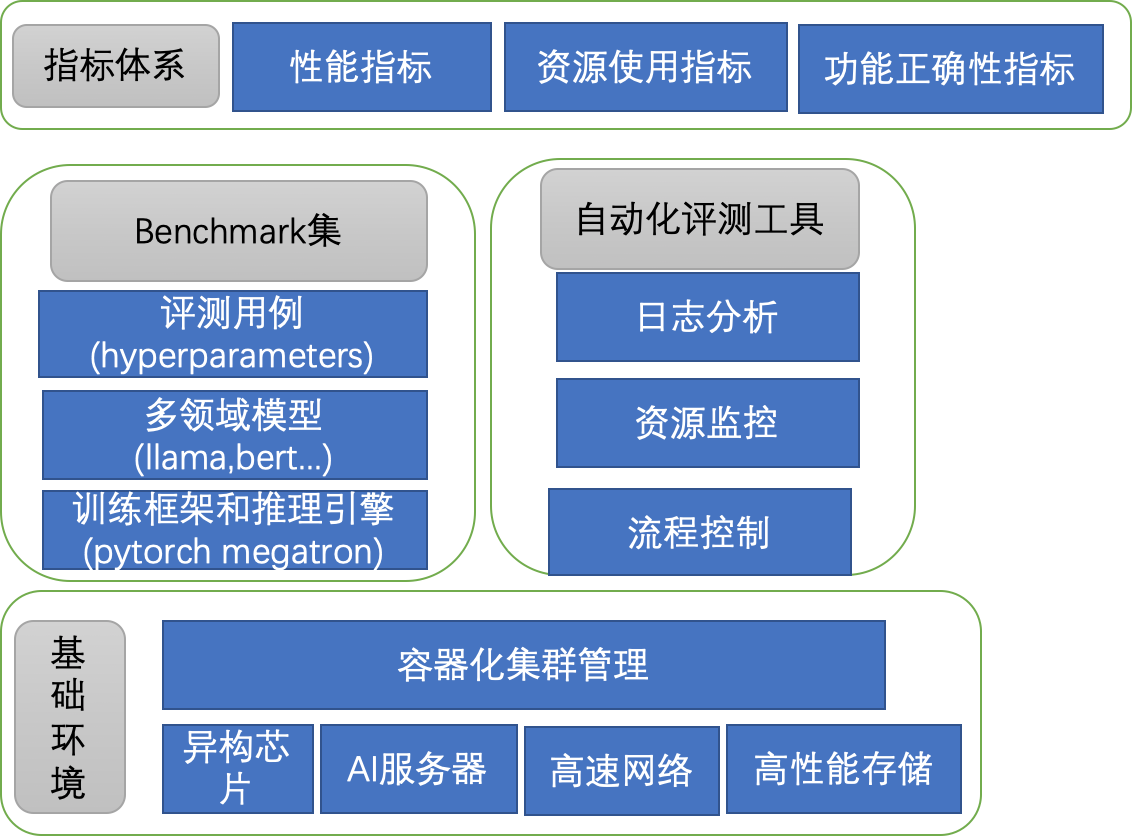 指标体系
性能指标
资源使用指标
功能正确性指标
Benchmark集
评测用例
(hyperparameters)
多领域模型
(llama,bert...)
训练框架和推理引擎
(pytorch megatron)
自动化评测工具
日志分析
资源监控
流程控制
基
础
环
境
容器化集群管理
异构芯
片
AI服务器
高速网络
高性能存储